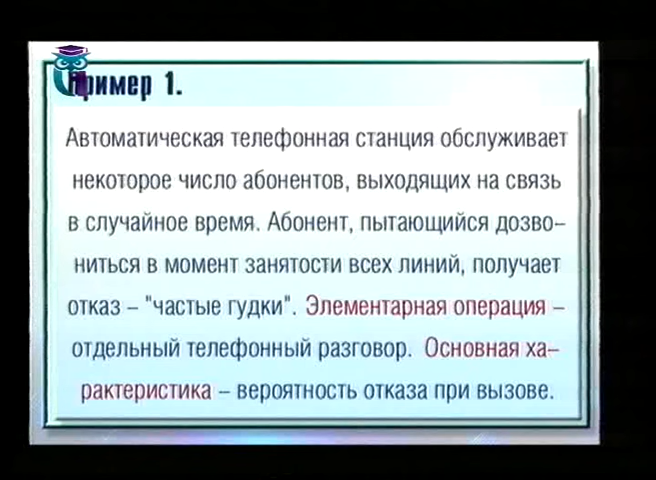 Пример 1.
Автоматическая телефонная станция обслуживает
некоторое число абонентов, выходящих на связь
в случайное время. Абонент, пытающийся дозво–
ниться в момент занятости всех линий, получает
отказ – "частые гудки". Элементарная операция –
отдельный телефонный разговор. Основная ха–
рактеристика – вероятность отказа при вызове.